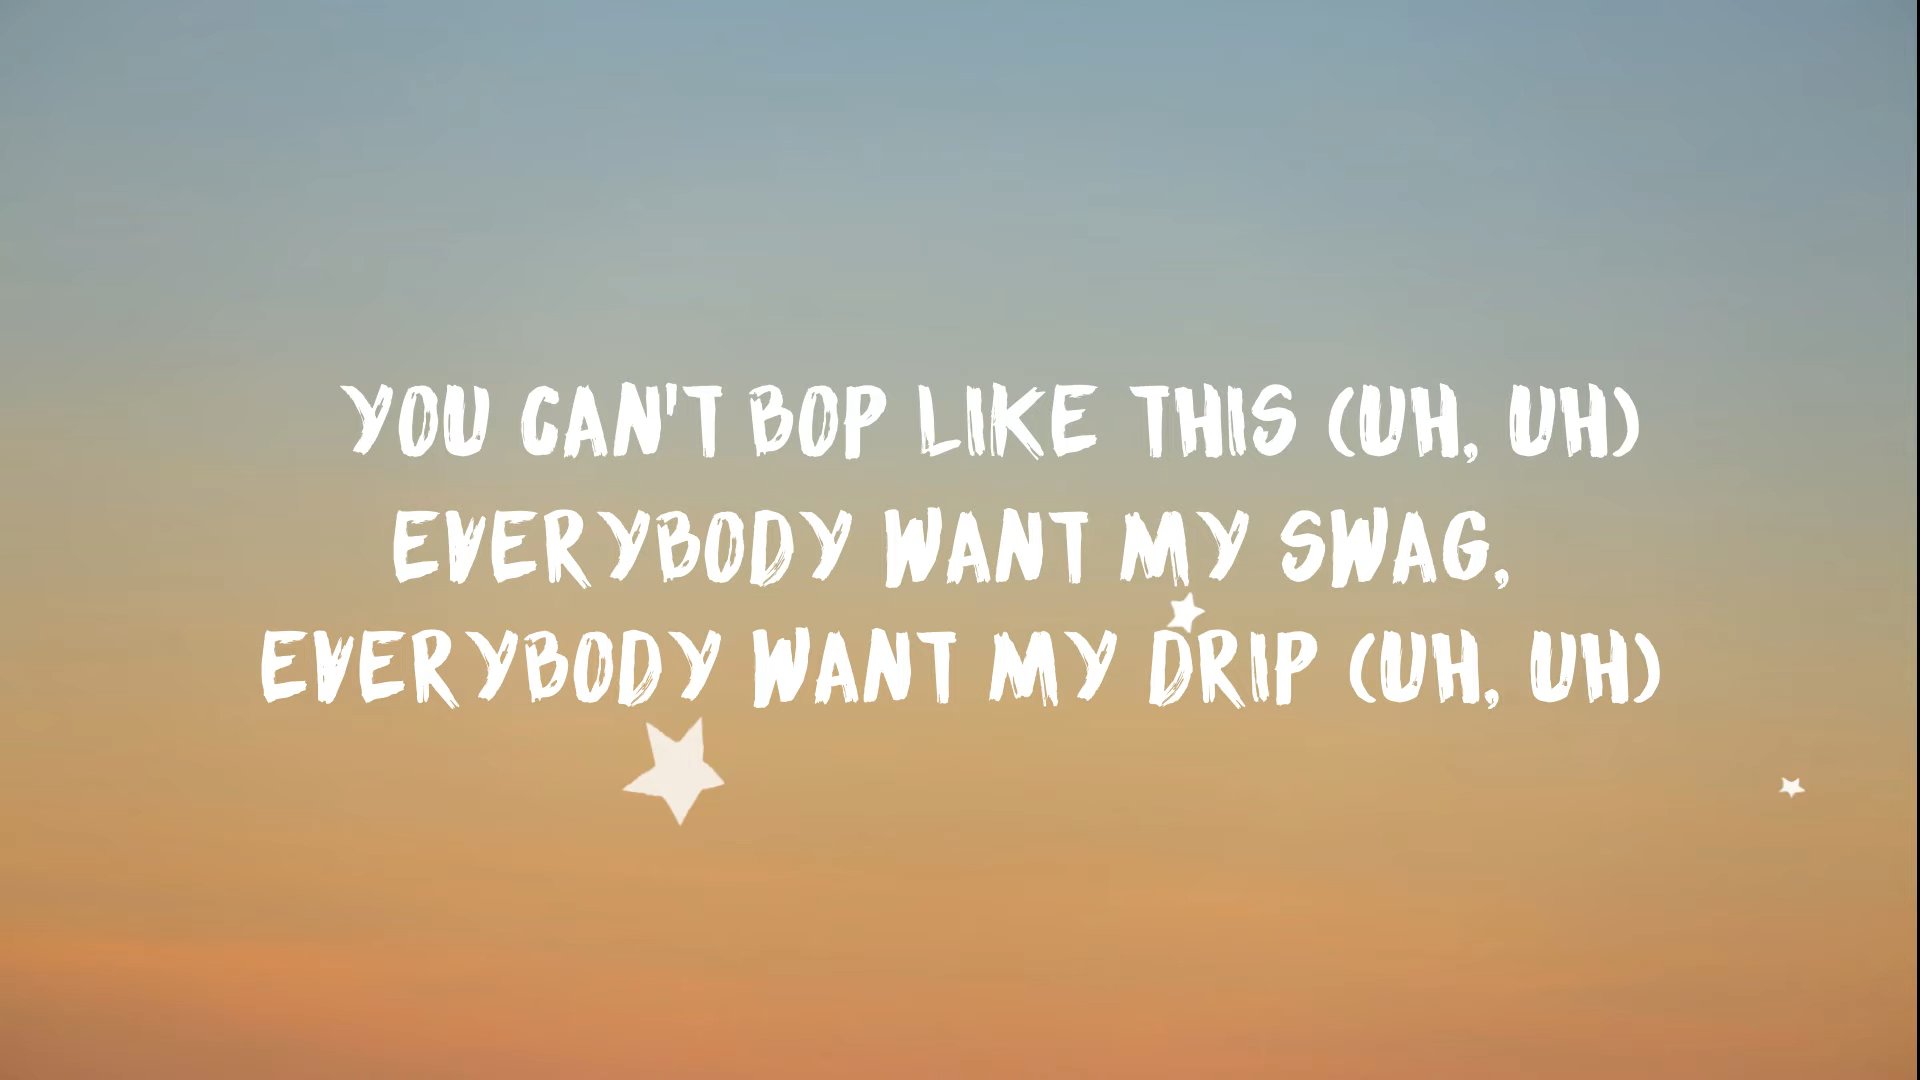 YOU CAN'T BOP LIKE THIS (UH, UH)
EVERYBODY WANT MY SWAG,
EVERYBODY WANT MY DRIP (UH, UH)